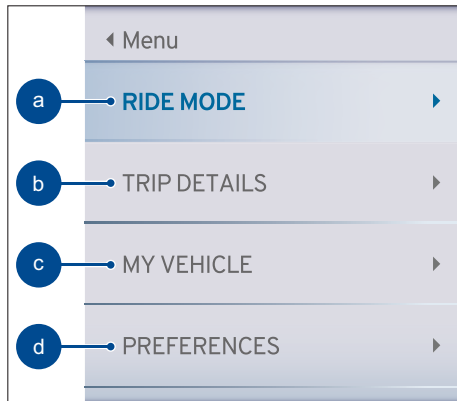 Menu
a RIDE MODE
b TRIP DETAILS
c MY VEHICLE
d PREFERENCES